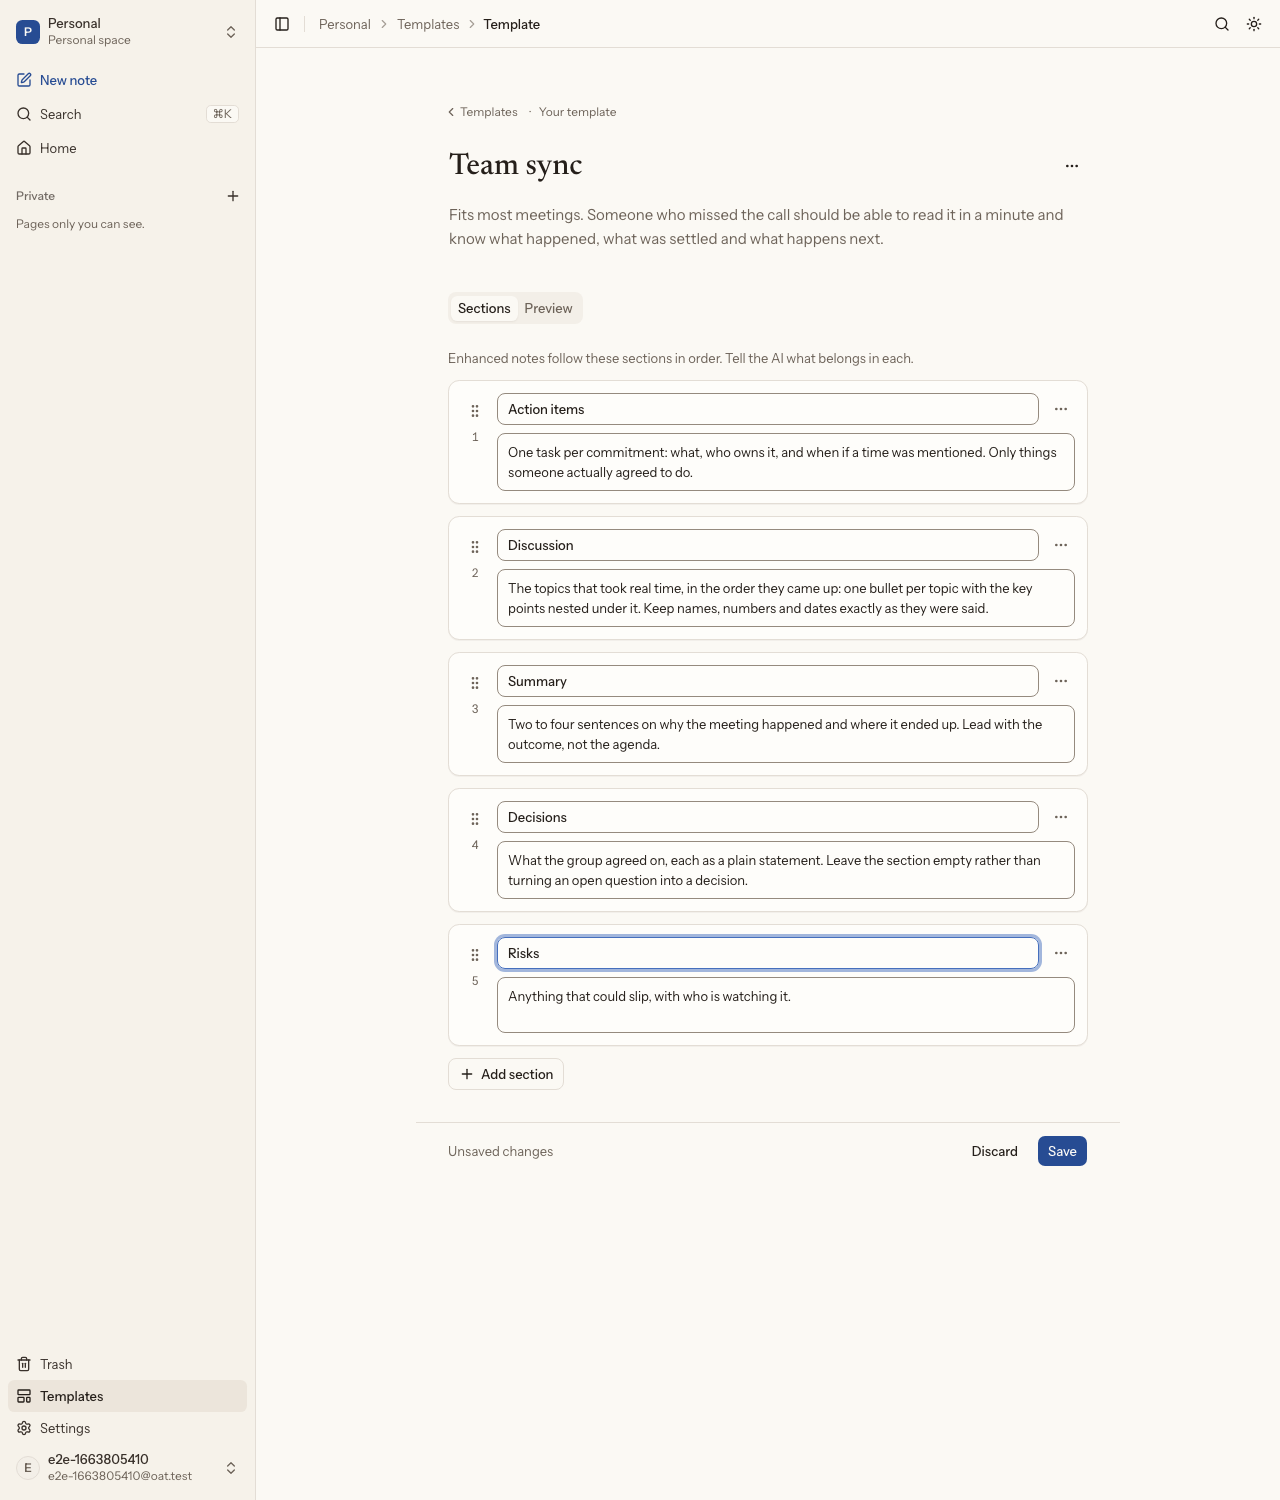 P
Personal
Personal space
New note
Search
⌘K
Home
Private
Pages only you can see.
Trash
Templates
Settings
E
e2e-1663805410
e2e-1663805410@oat.test
Personal
Templates
Template
Templates · Your template
Team sync
Fits most meetings. Someone who missed the call should be able to read it in a minute and
know what happened, what was settled and what happens next.
Sections
Preview
Enhanced notes follow these sections in order. Tell the AI what belongs in each.
Action items
1
One task per commitment: what, who owns it, and when if a time was mentioned. Only things
someone actually agreed to do.
Discussion
2
The topics that took real time, in the order they came up: one bullet per topic with the key
points nested under it. Keep names, numbers and dates exactly as they were said.
Summary
3
Two to four sentences on why the meeting happened and where it ended up. Lead with the
outcome, not the agenda.
Decisions
4
What the group agreed on, each as a plain statement. Leave the section empty rather than
turning an open question into a decision.
Risks
5
Anything that could slip, with who is watching it.
Add section
Unsaved changes
Discard
Save